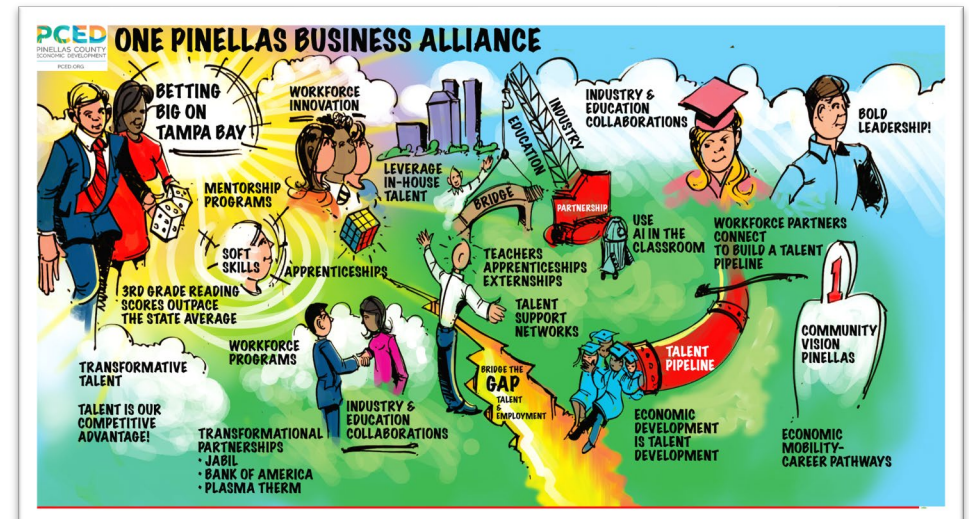 PCED
PINELLAS COUNTY
ECONOMIC DEVELOPMENT
PCED.ORG
ONE PINELLAS BUSINESS ALLIANCE
BETTING
BIG ON
TAMPA BAY
WORKFORCE
INNOVATION
MENTORSHIP
PROGRAMS
SOFT
SKILLS
APPRENTICESHIPS
3RD GRADE READING
SCORES OUTPACE
THE STATE AVERAGE
LEVERAGE
IN-HOUSE
TALENT
BRIDGE
EDUCATION
INDUSTRY
PARTNERSHIP
INDUSTRY &
EDUCATION
COLLABORATIONS
BOLD
LEADERSHIP!
USE
AI IN THE
CLASSROOM
WORKFORCE PARTNERS
CONNECT
TO BUILD A TALENT
PIPELINE
TEACHERS
APPRENTICESHIPS
EXTERNSHIPS
TALENT
SUPPORT
NETWORKS
TRANSFORMATIVE
TALENT
TALENT IS OUR
COMPETITIVE
ADVANTAGE!
WORKFORCE
PROGRAMS
INDUSTRY &
EDUCATION
COLLABORATIONS
TRANSFORMATIONAL
PARTNERSHIPS
• JABIL
• BANK OF AMERICA
• PLASMA THERM
BRIDGE THE
GAP
TALENT
&
EMPLOYMENT
TALENT
PIPELINE
ECONOMIC
DEVELOPMENT
IS TALENT
DEVELOPMENT
1
COMMUNITY
VISION
PINELLAS
ECONOMIC
MOBILITY-
CAREER PATHWAYS